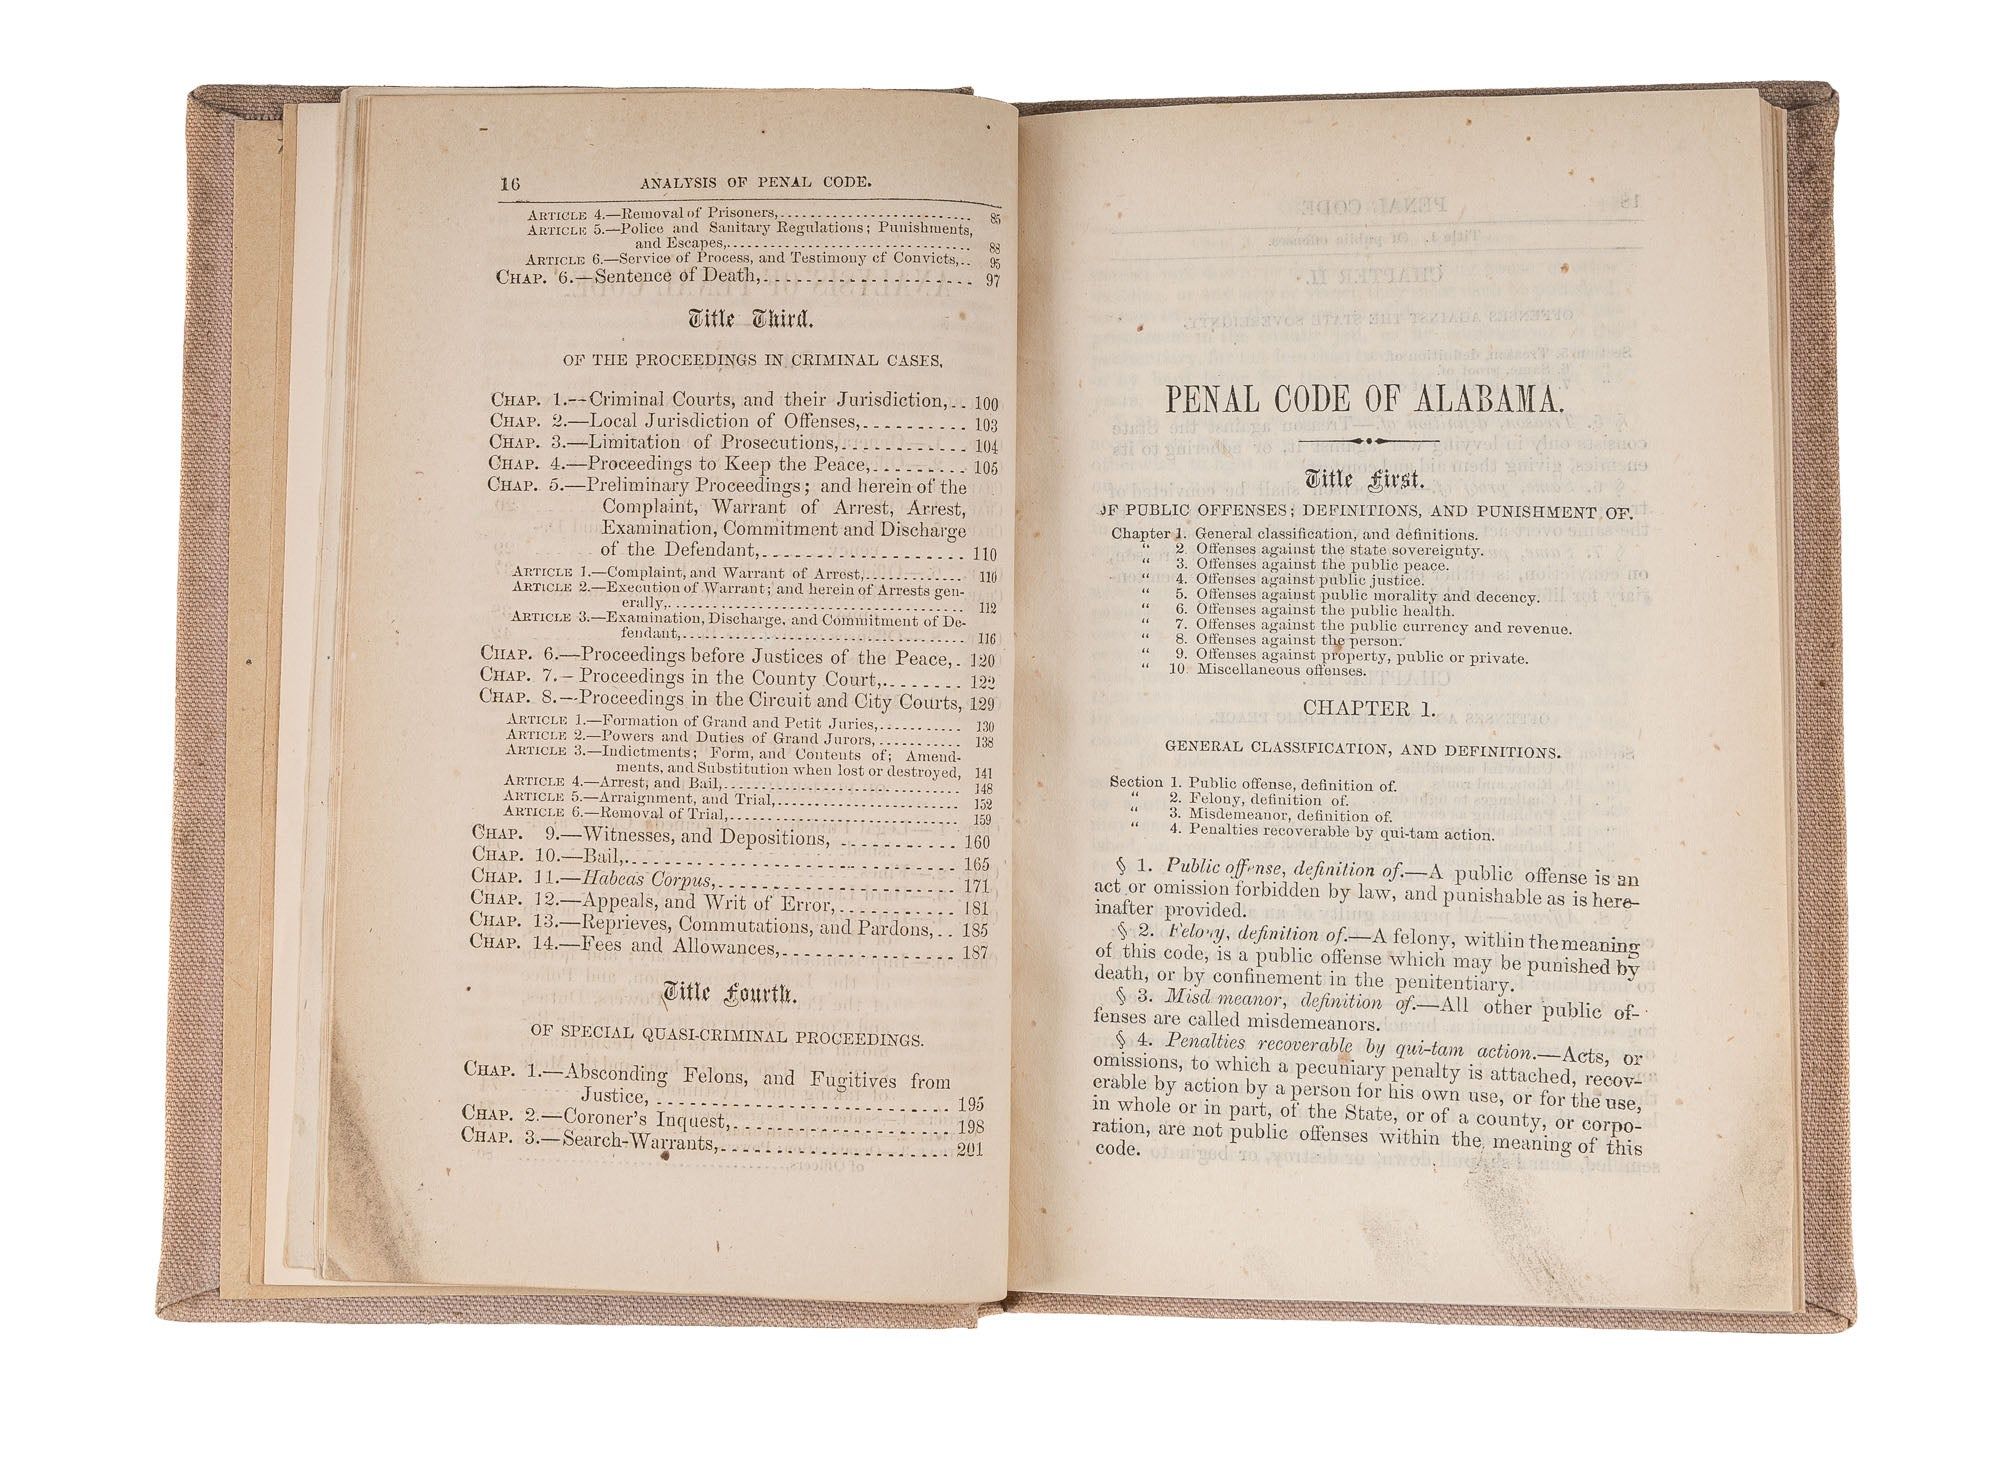 16 ANALYSIS OF PENAL CODE.
ARTICLE 4.—Removal of Prisoners, 85
ARTICLE 5.—Police and Sanitary Regulations; Punishments,
and Escapes, 88
ARTICLE 6.—Service of Process, and Testimony of Convicts, 95
CHAP. 6.—Sentence of Death, 97
Title Third.
OF THE PROCEEDINGS IN CRIMINAL CASES,
CHAP. 1.—Criminal Courts, and their Jurisdiction, 100
CHAP. 2.—Local Jurisdiction of Offenses, 103
CHAP. 3.—Limitation of Prosecutions, 104
CHAP. 4.—Proceedings to Keep the Peace, 105
CHAP. 5.—Preliminary Proceedings; and herein of the
Complaint, Warrant of Arrest, Arrest,
Examination, Commitment and Discharge
of the Defendant, 110
ARTICLE 1.—Complaint, and Warrant of Arrest, 110
ARTICLE 2.—Execution of Warrant; and herein of Arrests gen-
erally, 112
ARTICLE 3.—Examination, Discharge, and Commitment of De-
fendant, 116
CHAP. 6.—Proceedings before Justices of the Peace, 120
CHAP. 7.—Proceedings in the County Court, 122
CHAP. 8.—Proceedings in the Circuit and City Courts, 129
ARTICLE 1.—Formation of Grand and Petit Juries, 130
ARTICLE 2.—Powers and Duties of Grand Jurors, 138
ARTICLE 3.—Indictments; Form, and Contents of; Amend-
ments, and Substitution when lost or destroyed, 141
ARTICLE 4.—Arrest, and Bail, 148
ARTICLE 5.—Arraignment, and Trial, 152
ARTICLE 6.—Removal of Trial, 159
CHAP. 9.—Witnesses, and Depositions, 160
CHAP. 10.—Bail, 165
CHAP. 11.—Habeas Corpus, 171
CHAP. 12.—Appeals, and Writ of Error, 181
CHAP. 13.—Reprieves, Commutations, and Pardons, 185
CHAP. 14.—Fees and Allowances, 187
Title Fourth.
OF SPECIAL QUASI-CRIMINAL PROCEEDINGS.
CHAP. 1.—Absconding Felons, and Fugitives from
Justice, 195
CHAP. 2.—Coroner's Inquest, 198
CHAP. 3.—Search-Warrants, 201
PENAL CODE OF ALABAMA.
Title First.
OF PUBLIC OFFENSES; DEFINITIONS, AND PUNISHMENT OF.
Chapter 1. General classification, and definitions.
" 2. Offenses against the state sovereignty.
" 3. Offenses against the public peace.
" 4. Offenses against public justice.
" 5. Offenses against public morality and decency.
" 6. Offenses against the public health.
" 7. Offenses against the public currency and revenue.
" 8. Offenses against the person.
" 9. Offenses against property, public or private.
" 10. Miscellaneous offenses.
CHAPTER 1.
GENERAL CLASSIFICATION, AND DEFINITIONS.
Section 1. Public offense, definition of.
" 2. Felony, definition of.
" 3. Misdemeanor, definition of.
" 4. Penalties recoverable by qui-tam action.
§ 1. Public offense, definition of.—A public offense is an
act or omission forbidden by law, and punishable as is here-
inafter provided.
§ 2. Felony, definition of.—A felony, within the meaning
of this code, is a public offense which may be punished by
death, or by confinement in the penitentiary.
§ 3. Misd meanor, definition of.—All other public of-
fenses are called misdemeanors.
§ 4. Penalties recoverable by qui-tam action.—Acts, or
omissions, to which a pecuniary penalty is attached, recov-
erable by action by a person for his own use, or for the use,
in whole or in part, of the State, or of a county, or corpo-
ration, are not public offenses within the meaning of this
code.